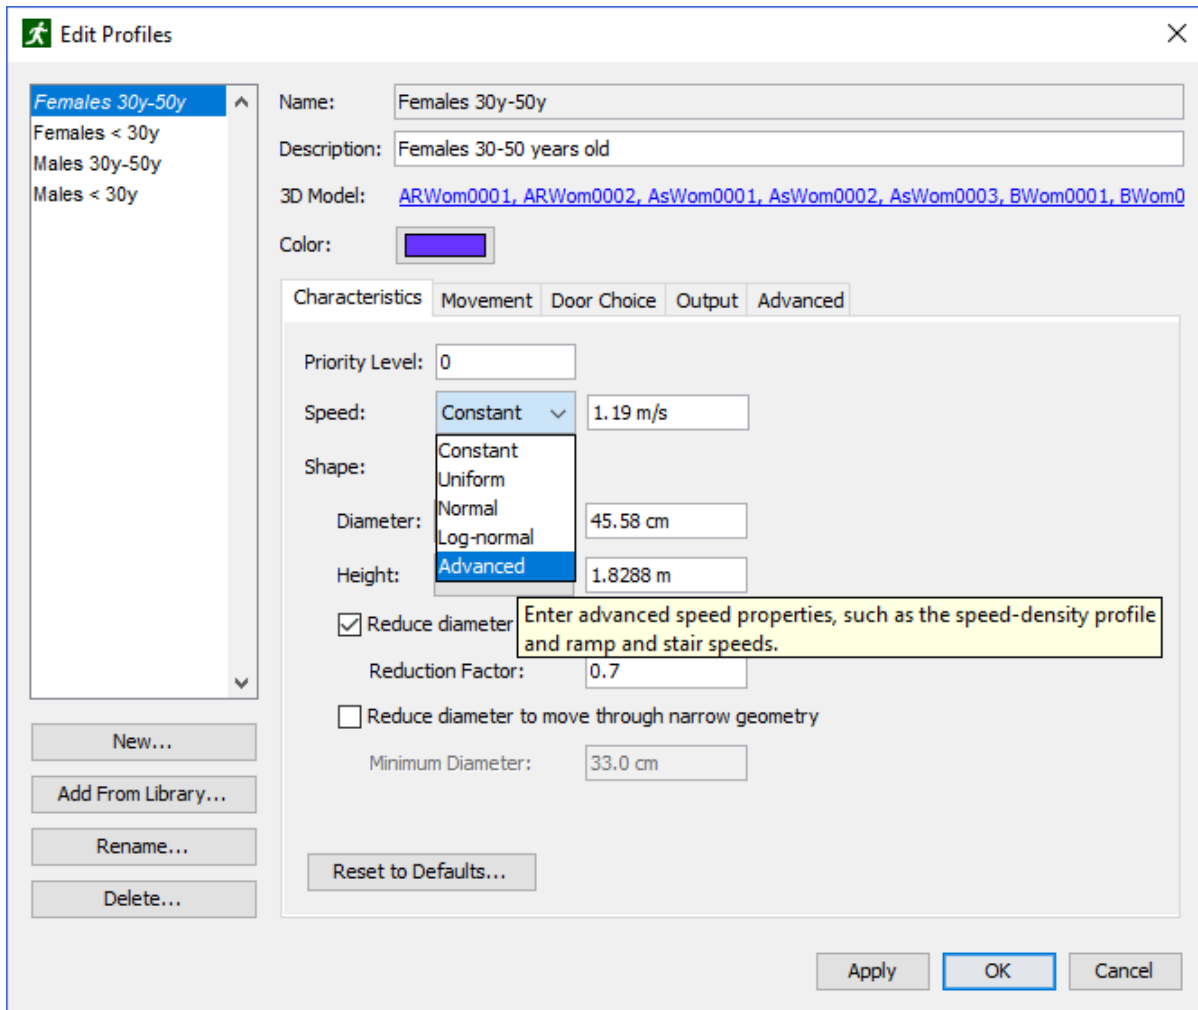 Edit Profiles
Females 30y-50y
Females < 30y
Males 30y-50y
Males < 30y
New...
Add From Library...
Rename...
Delete...
Name: Females 30y-50y
Description: Females 30-50 years old
3D Model: ARWom0001, ARWom0002, AsWom0001, AsWom0002, AsWom0003, BWom0001, BWom0
Color:
Characteristics Movement Door Choice Output Advanced
Priority Level: 0
Speed: Constant 1.19 m/s
Constant
Uniform
Normal
Log-normal
Advanced
Shape:
Diameter: 45.58 cm
Height: 1.8288 m
Enter advanced speed properties, such as the speed-density profile
and ramp and stair speeds.
Reduce diameter
Reduction Factor: 0.7
Reduce diameter to move through narrow geometry
Minimum Diameter: 33.0 cm
Reset to Defaults...
Apply OK Cancel